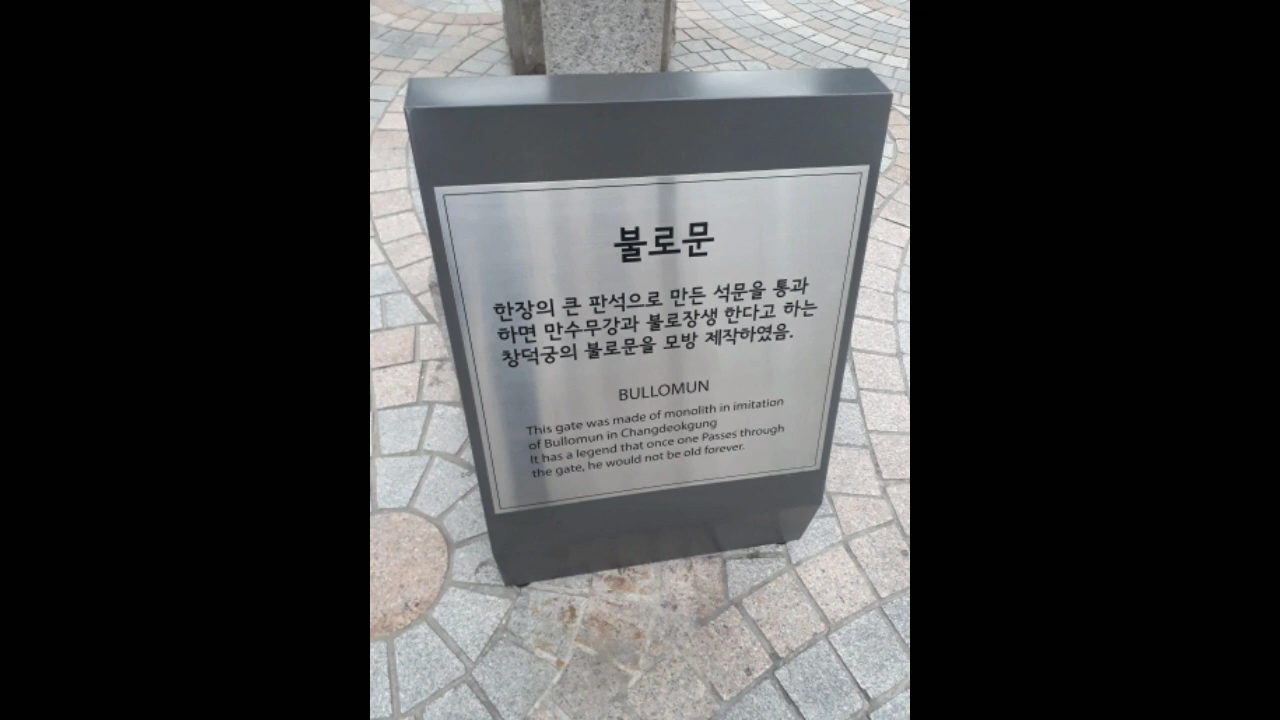 불로문
한장의 큰 판석으로 만든 석문을 통과
하면 만수무강과 불로장생 한다고 하는
창덕궁의 불로문을 모방 제작하였음.
BULLOMUN
This gate was made of monolith in imitation
of Bullomun in Changdeokgung
It has a legend that once one Passes through
the gate, he would not be old forever.